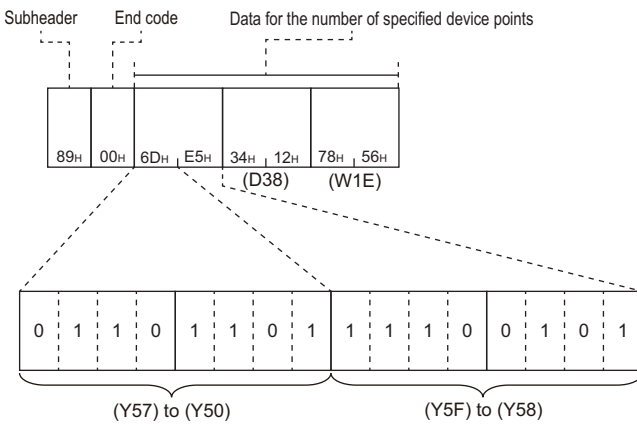 Subheader End code Data for the number of specified device points
89H 00H 6DH E5H 34H 12H 78H 56H
(D38) (W1E)
0 1 1 0 1 1 0 1 1 1 1 0 0 1 0 1
(Y57) to (Y50) (Y5F) to (Y58)